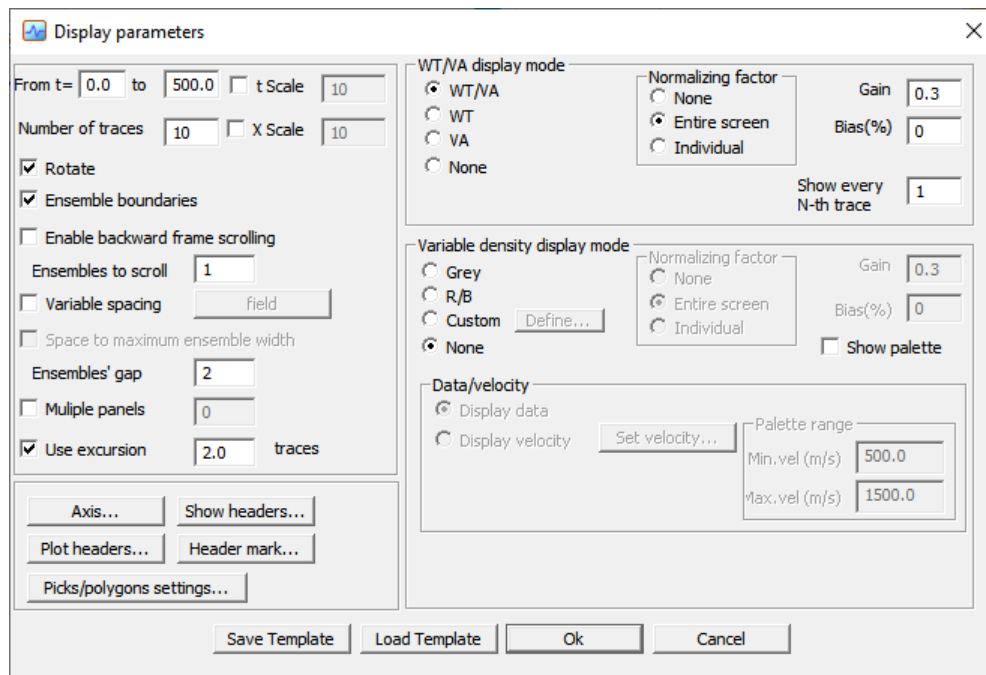 Display parameters
From t= 0.0 to 500.0 t Scale 10
Number of traces 10 X Scale 10
Rotate
Ensemble boundaries
Enable backward frame scrolling
Ensembles to scroll 1
Variable spacing field
Space to maximum ensemble width
Ensembles' gap 2
Muliple panels 0
Use excursion 2.0 traces
Axis... Show headers...
Plot headers... Header mark...
Picks/polygons settings...
WT/VA display mode
WT/VA
WT
VA
None
Normalizing factor
None
Entire screen
Individual
Gain 0.3
Bias(%) 0
Show every
N-th trace 1
Variable density display mode
Grey
R/B
Custom Define...
None
Normalizing factor
None
Entire screen
Individual
Gain 0.3
Bias(%) 0
Show palette
Data/velocity
Display data
Display velocity Set velocity...
Palette range
Min.vel (m/s) 500.0
Max.vel (m/s) 1500.0
Save Template Load Template Ok Cancel